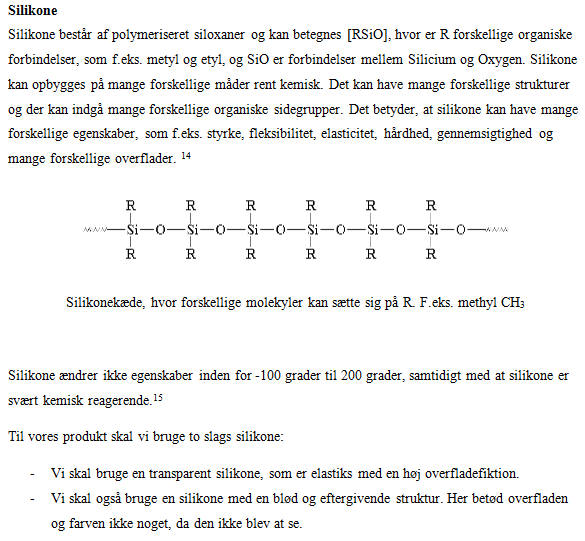 Silikone
Silikone består af polymeriseret siloxaner og kan betegnes [RSiO], hvor er R forskellige organiske
forbindelser, som f.eks. metyl og etyl, og SiO er forbindelser mellem Silicium og Oxygen. Silikone
kan opbygges på mange forskellige måder rent kemisk. Det kan have mange forskellige strukturer
og der kan indgå mange forskellige organiske sidegrupper. Det betyder, at silikone kan have mange
forskellige egenskaber, som f.eks. styrke, fleksibilitet, elasticitet, hårdhed, gennemsigtighed og
mange forskellige overflader. 14
R R R R R R
Si—O—Si—O—Si—O—Si—O—Si—O—Si—O
R R R R R R
Silikonekæde, hvor forskellige molekyler kan sætte sig på R. F.eks. methyl CH3
Silikone ændrer ikke egenskaber inden for -100 grader til 200 grader, samtidigt med at silikone er
svært kemisk reagerende.15
Til vores produkt skal vi bruge to slags silikone:
- Vi skal bruge en transparent silikone, som er elastiks med en høj overfladefiktion.
- Vi skal også bruge en silikone med en blød og eftergivende struktur. Her betød overfladen
og farven ikke noget, da den ikke blev at se.